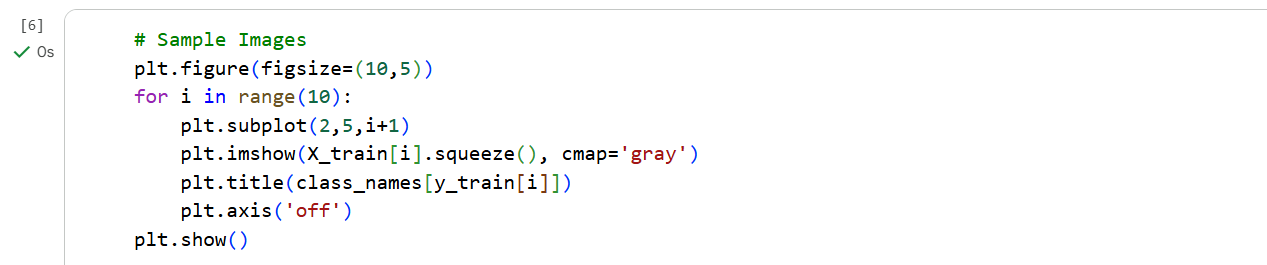 [6]
0s
# Sample Images
plt.figure(figsize=(10,5))
for i in range(10):
    plt.subplot(2,5,i+1)
    plt.imshow(X_train[i].squeeze(), cmap='gray')
    plt.title(class_names[y_train[i]])
    plt.axis('off')
plt.show()